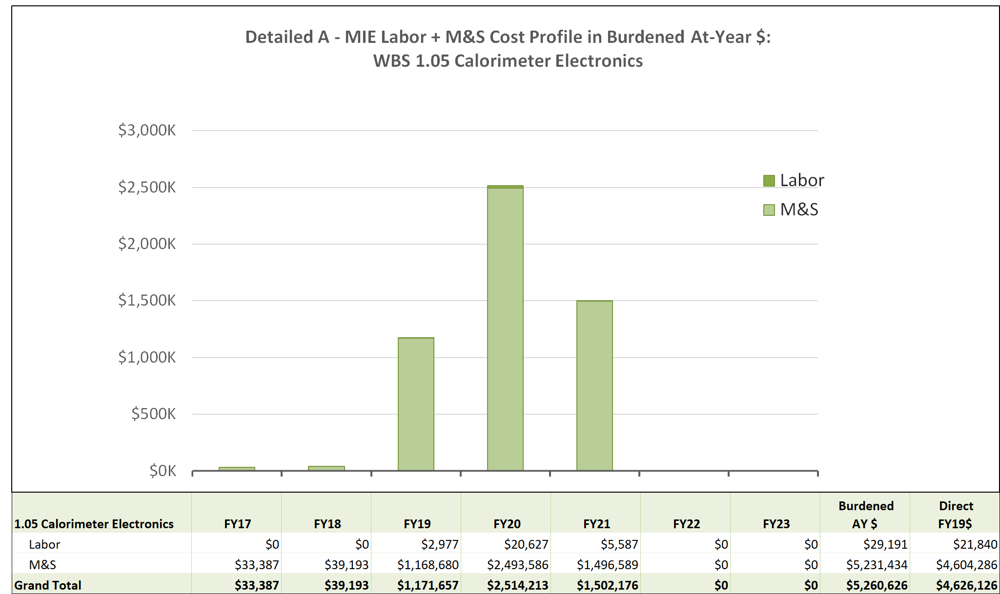 Detailed A - MIE Labor + M&S Cost Profile in Burdened At-Year $:
WBS 1.05 Calorimeter Electronics
$3,000K
$2,500K
$2,000K
$1,500K
$1,000K
$500K
$0K
Labor
M&S
1.05 Calorimeter Electronics FY17 FY18 FY19 FY20 FY21 FY22 FY23 Burdened AY $ Direct FY19$
Labor $0 $0 $2,977 $20,627 $5,587 $0 $0 $29,191 $21,840
M&S $33,387 $39,193 $1,168,680 $2,493,586 $1,496,589 $0 $0 $5,231,434 $4,604,286
Grand Total $33,387 $39,193 $1,171,657 $2,514,213 $1,502,176 $0 $0 $5,260,626 $4,626,126